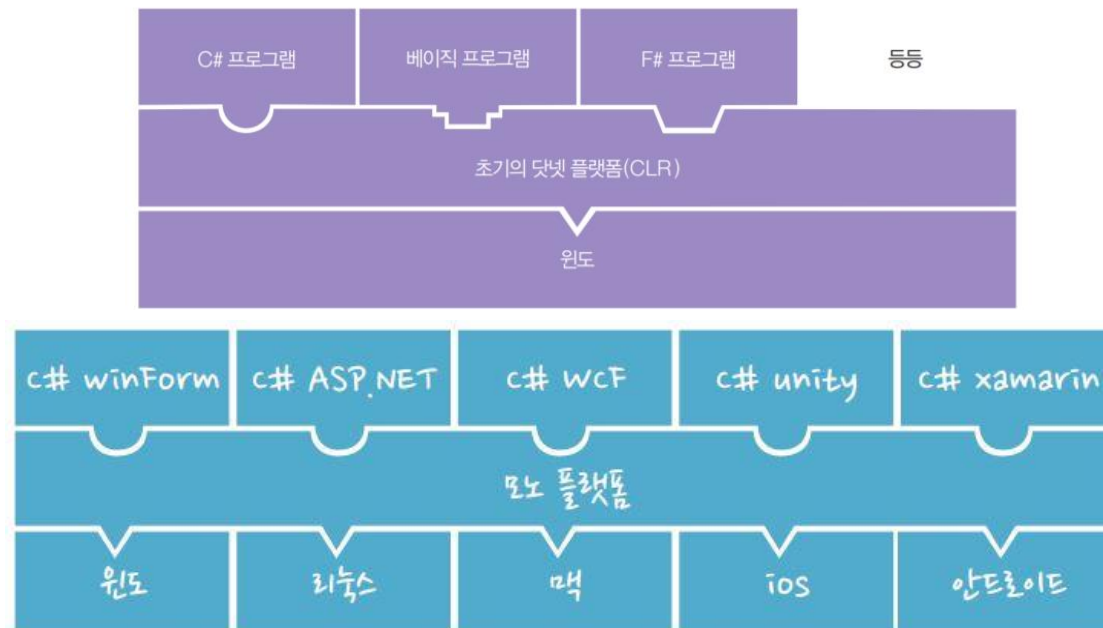 C# 프로그램 베이직 프로그램 F# 프로그램 등등
초기의 닷넷 플랫폼(CLR)
윈도
c# winForm c# ASP.NET c# WCF c# unity c# xamarin
모노 플랫폼
윈도 리눅스 맥 ios 안드로이드